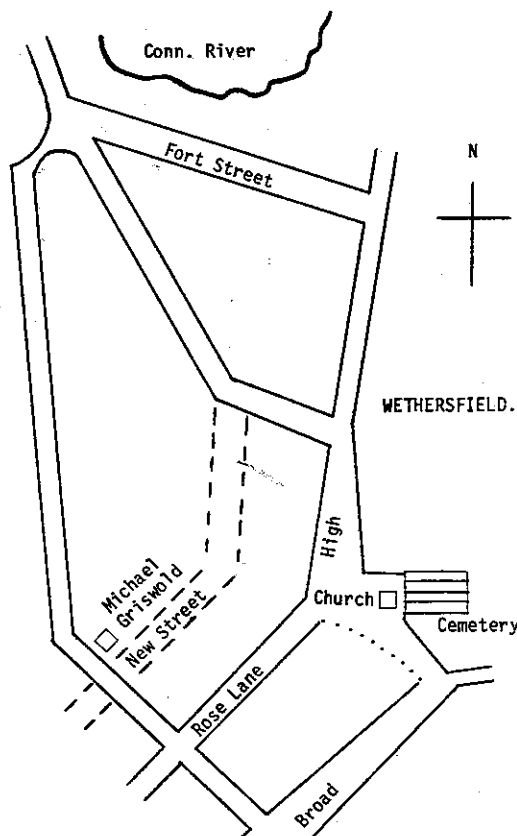 Conn. River
Fort Street
N
WETHERSFIELD.
High
Michael
Griswold
New Street
Church
Cemetery
Rose Lane
Broad